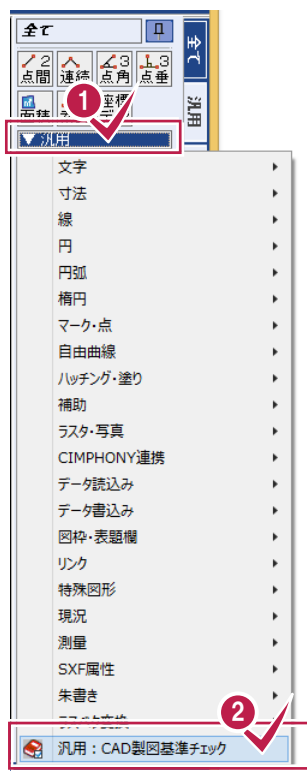 全て
全て
2 3 3
点間 連続 点角 点垂
汎用
1
▼ 汎用
文字
寸法
線
円
円弧
楕円
マーク・点
自由曲線
ハッチング・塗り
補助
ラスタ・写真
CIMPHONY連携
データ読込み
データ書込み
図枠・表題欄
リンク
特殊図形
現況
測量
SXF属性
朱書き
2
汎用：CAD製図基準チェック